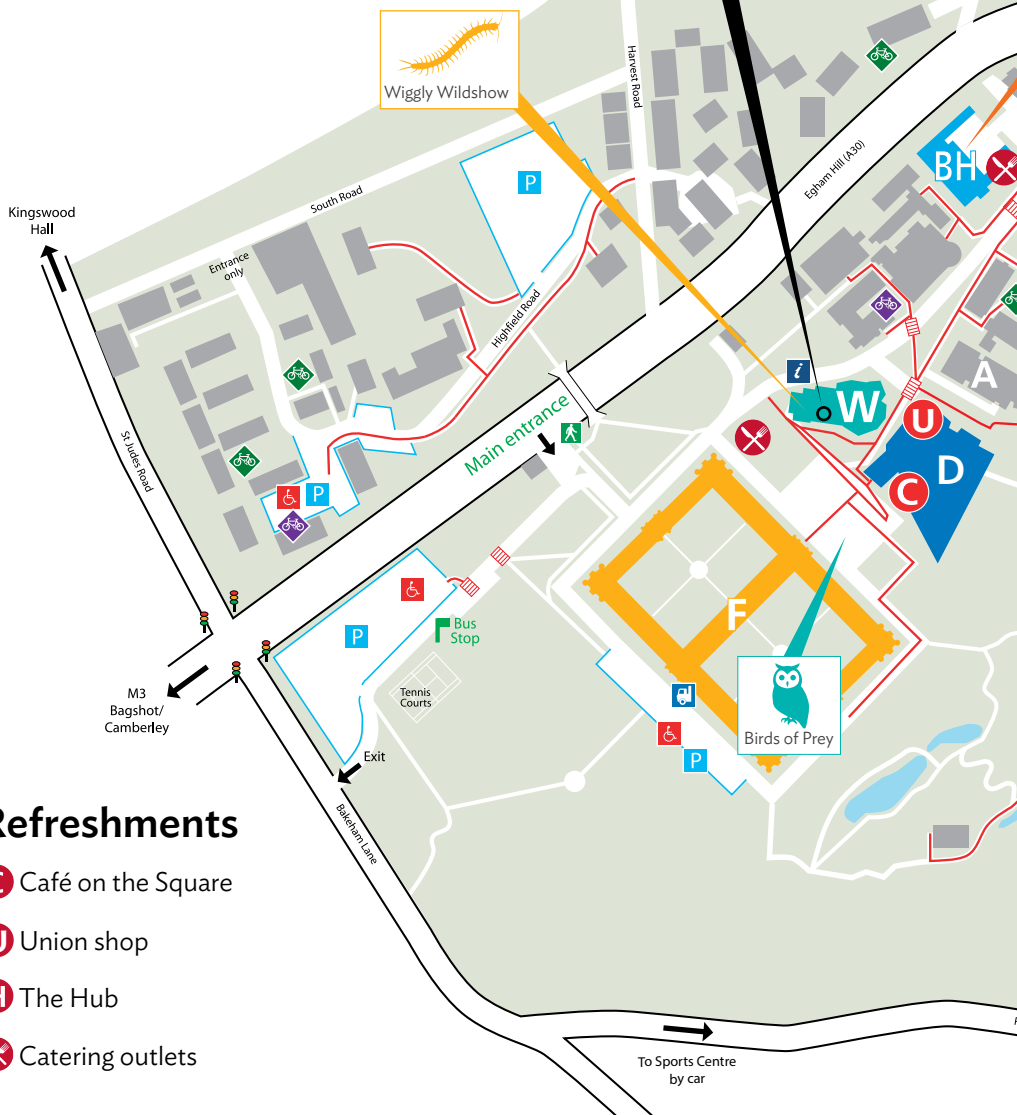 Wiggly Wildshow
Harvest Road
Egham Hill (A30)
BH
Kingswood
Hall
South Road
Entrance
only
P
Highfield Road
i
A
W
U
Main entrance
D
C
St Judes Road
P
F
P
Bus
Stop
M3
Bagshot/
Camberley
Tennis
Courts
Birds of Prey
P
Exit
Bakeham Lane
Refreshments
C Café on the Square
U Union shop
H The Hub
Catering outlets
To Sports Centre
by car